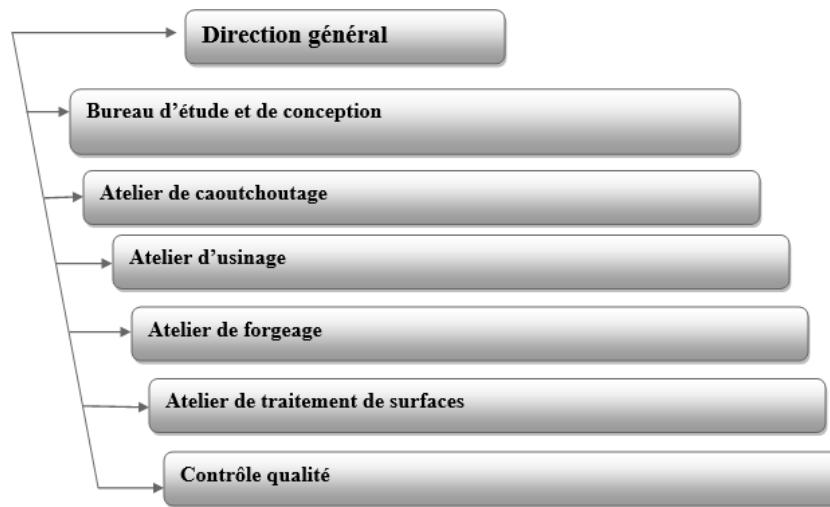 Direction général
Bureau d’étude et de conception
Atelier de caoutchoutage
Atelier d’usinage
Atelier de forgeage
Atelier de traitement de surfaces
Contrôle qualité